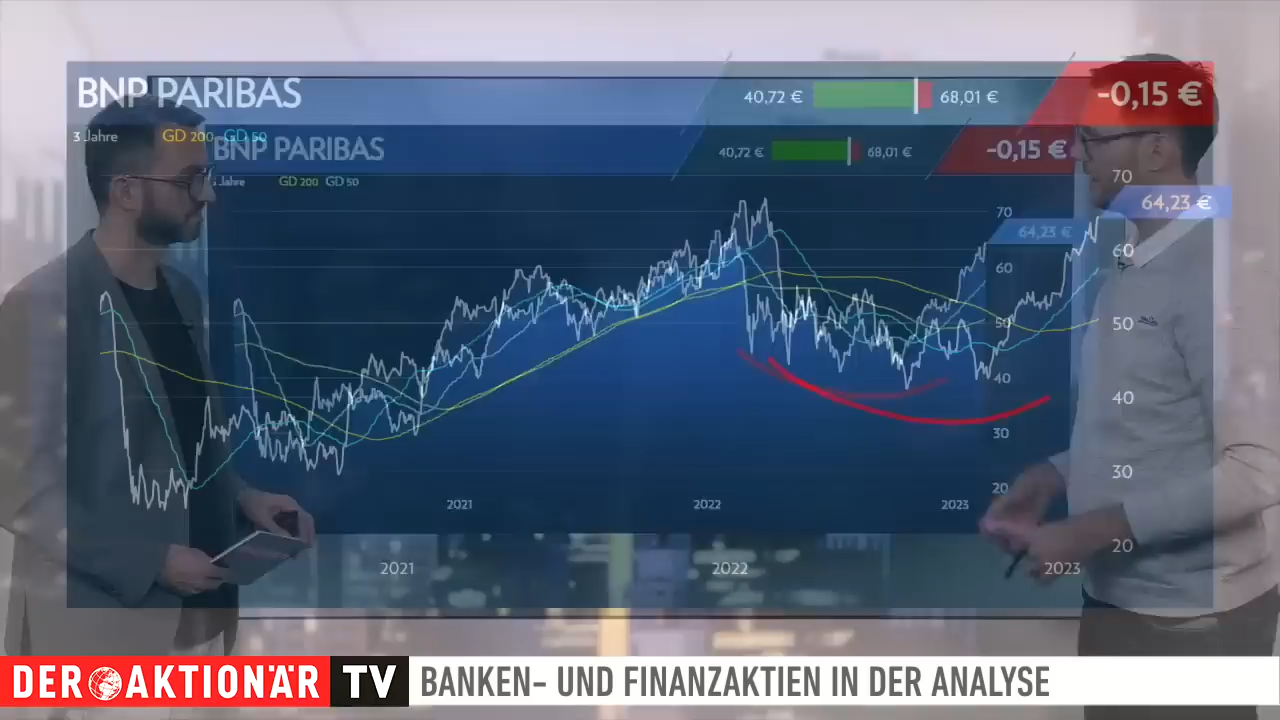 BNP PARIBAS
40,72 € 68,01 €
-0,15 €
3 Jahre GD 200 GD 50
BNP PARIBAS
40,72 € 68,01 €
-0,15 €
Jahre GD 200 GD 50
70
64,23 €
70
64,23 €
60
60
50
50
40
40
30
30
20
20
2021 2022 2023
2021 2022 2023
DER AKTIONÄR TV
BANKEN- UND FINANZAKTIEN IN DER ANALYSE